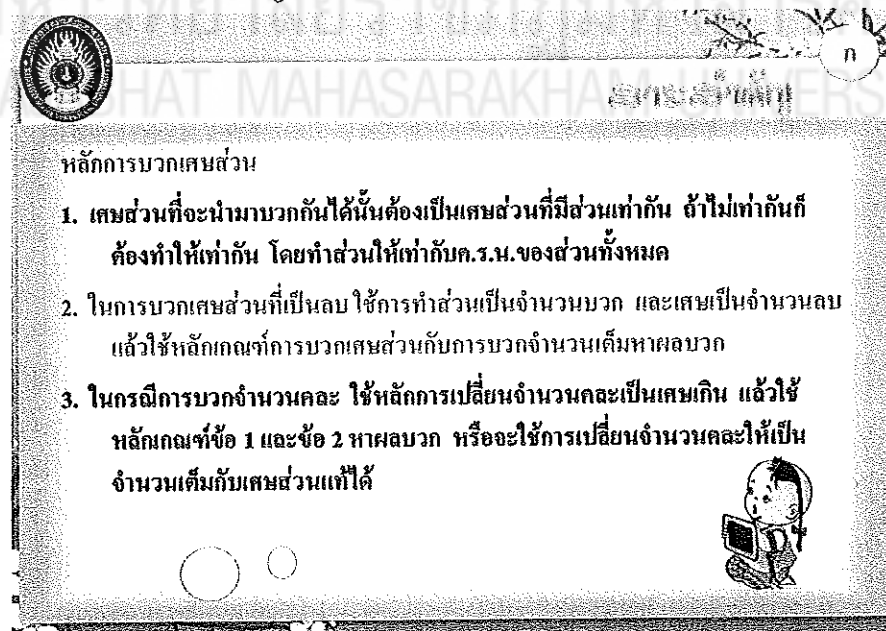 ก
RAJABHAT MAHASARAKHAM UNIVERS
สาระสำคัญ
หลักการบวกเศษส่วน
1. เศษส่วนที่จะนำมาบวกกันได้นั้นต้องเป็นเศษส่วนที่มีส่วนเท่ากัน ถ้าไม่เท่ากันก็
ต้องทำให้เท่ากัน โดยทำส่วนให้เท่ากับค.ร.น.ของส่วนทั้งหมด
2. ในการบวกเศษส่วนที่เป็นลบ ใช้การทำส่วนเป็นจำนวนบวก และเศษเป็นจำนวนลบ
แล้วใช้หลักเกณฑ์การบวกเศษส่วนกับการบวกจำนวนเต็มหาผลบวก
3. ในกรณีการบวกจำนวนคละ ใช้หลักการเปลี่ยนจำนวนคละเป็นเศษเกิน แล้วใช้
หลักเกณฑ์ข้อ 1 และข้อ 2 หาผลบวก หรือจะใช้การเปลี่ยนจำนวนคละให้เป็น
จำนวนเต็มกับเศษส่วนแท้ได้